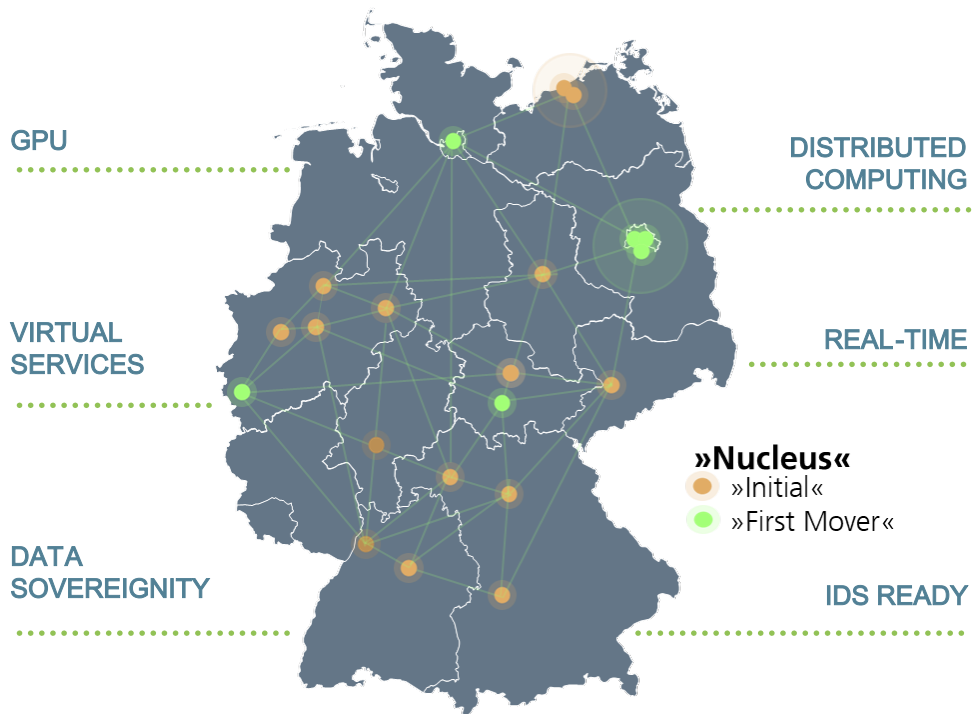 GPU
DISTRIBUTED
COMPUTING
VIRTUAL
SERVICES
REAL-TIME
»Nucleus«
»Initial«
»First Mover«
DATA
SOVEREIGNITY
IDS READY